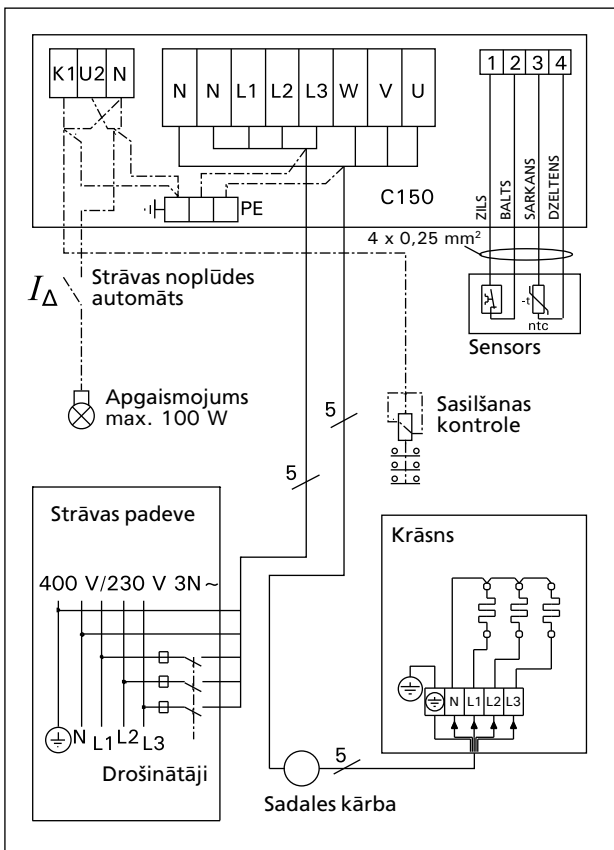 K1 U2 N
N N L1 L2 L3 W V U
1 2 3 4
ZILS
BALTS
SARKANS
DZELTENS
PE
C150
4 x 0,25 mm²
I∆
Strāvas noplūdes
automāts
-t
ntc
Sensors
Apgaismojums
max. 100 W
5
Sasilšanas
kontrole
5
Strāvas padeve
400 V/230 V 3N ~
N L1 L2 L3
Drošinātāji
Krāsns
N L1 L2 L3
5
Sadales kārba